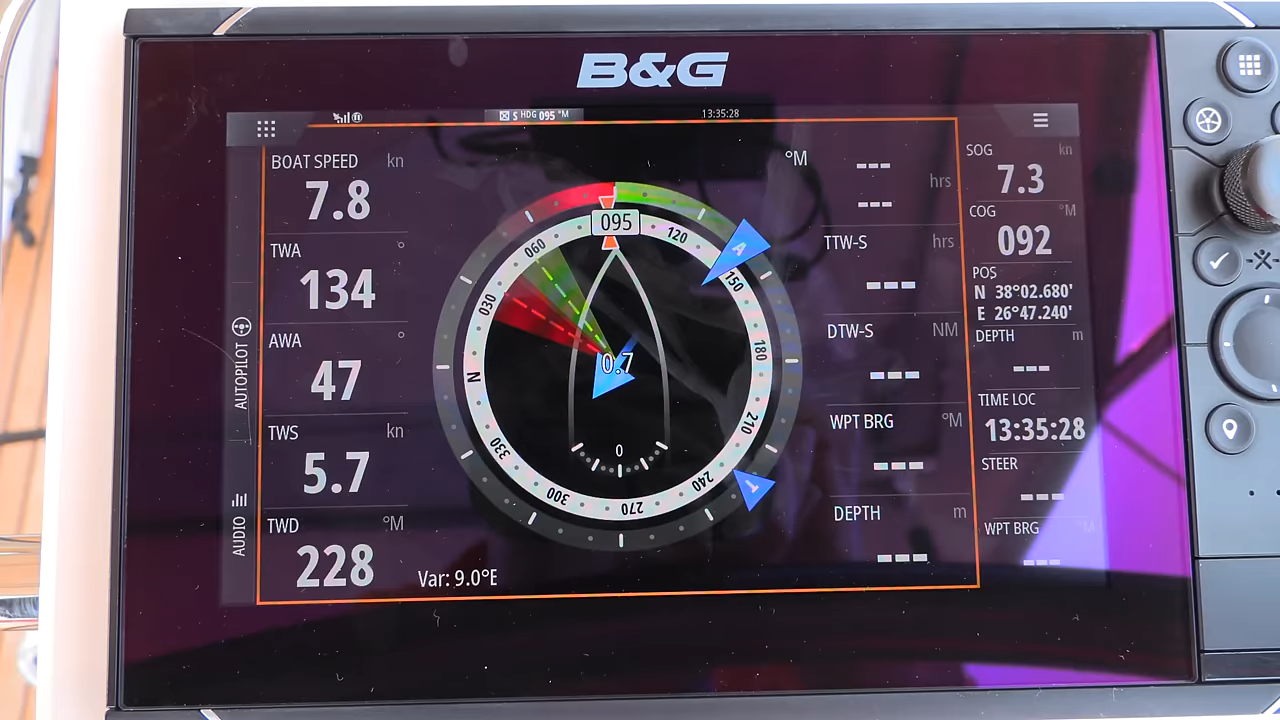 B&G
S HDG 095 °M
13:35:28
BOAT SPEED kn
7.8
TWA °
134
AWA °
47
TWS kn
5.7
TWD °M
228
AUTOPILOT
AUDIO
095
120
150
180
210
240
270
300
330
N
030
060
A
T
0.7
0
Var: 9.0°E
°M
---
hrs
---
TTW-S hrs
---
DTW-S NM
---
WPT BRG °M
---
DEPTH m
---
SOG kn
7.3
COG °M
092
POS
N 38°02.680'
E 26°47.240'
DEPTH m
---
TIME LOC
13:35:28
STEER
---
WPT BRG °M
---